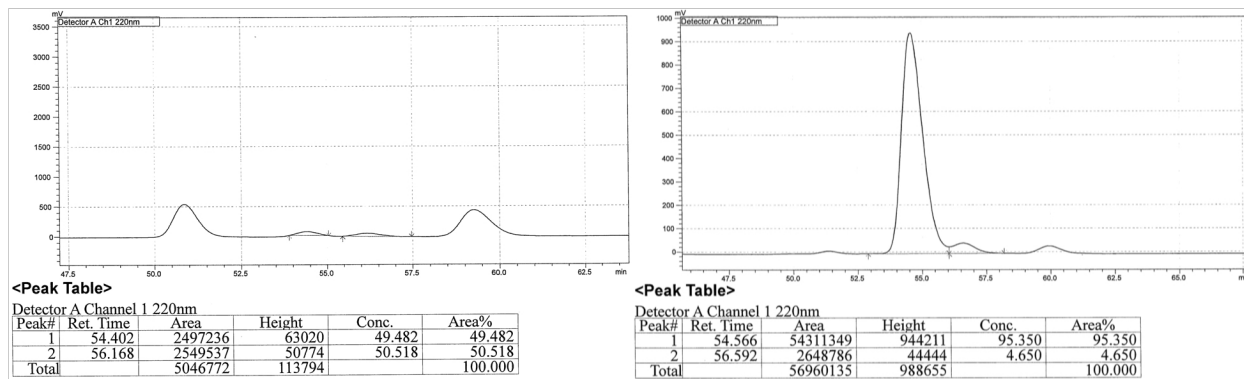 mV
Detector A Ch1 220nm
3500
3000
2500
2000
1500
1000
500
0
47.5 50.0 52.5 55.0 57.5 60.0 62.5 min
<Peak Table>
Detector A Channel 1 220nm
Peak# Ret. Time Area Height Conc. Area%
1 54.402 2497236 63020 49.482 49.482
2 56.168 2549537 50774 50.518 50.518
Total 5046772 113794 100.000
mV
Detector A Ch1 220nm
1000
900
800
700
600
500
400
300
200
100
0
47.5 50.0 52.5 55.0 57.5 60.0 62.5 65.0 m
<Peak Table>
Detector A Channel 1 220nm
Peak# Ret. Time Area Height Conc. Area%
1 54.566 54311349 944211 95.350 95.350
2 56.592 2648786 44444 4.650 4.650
Total 56960135 988655 100.000